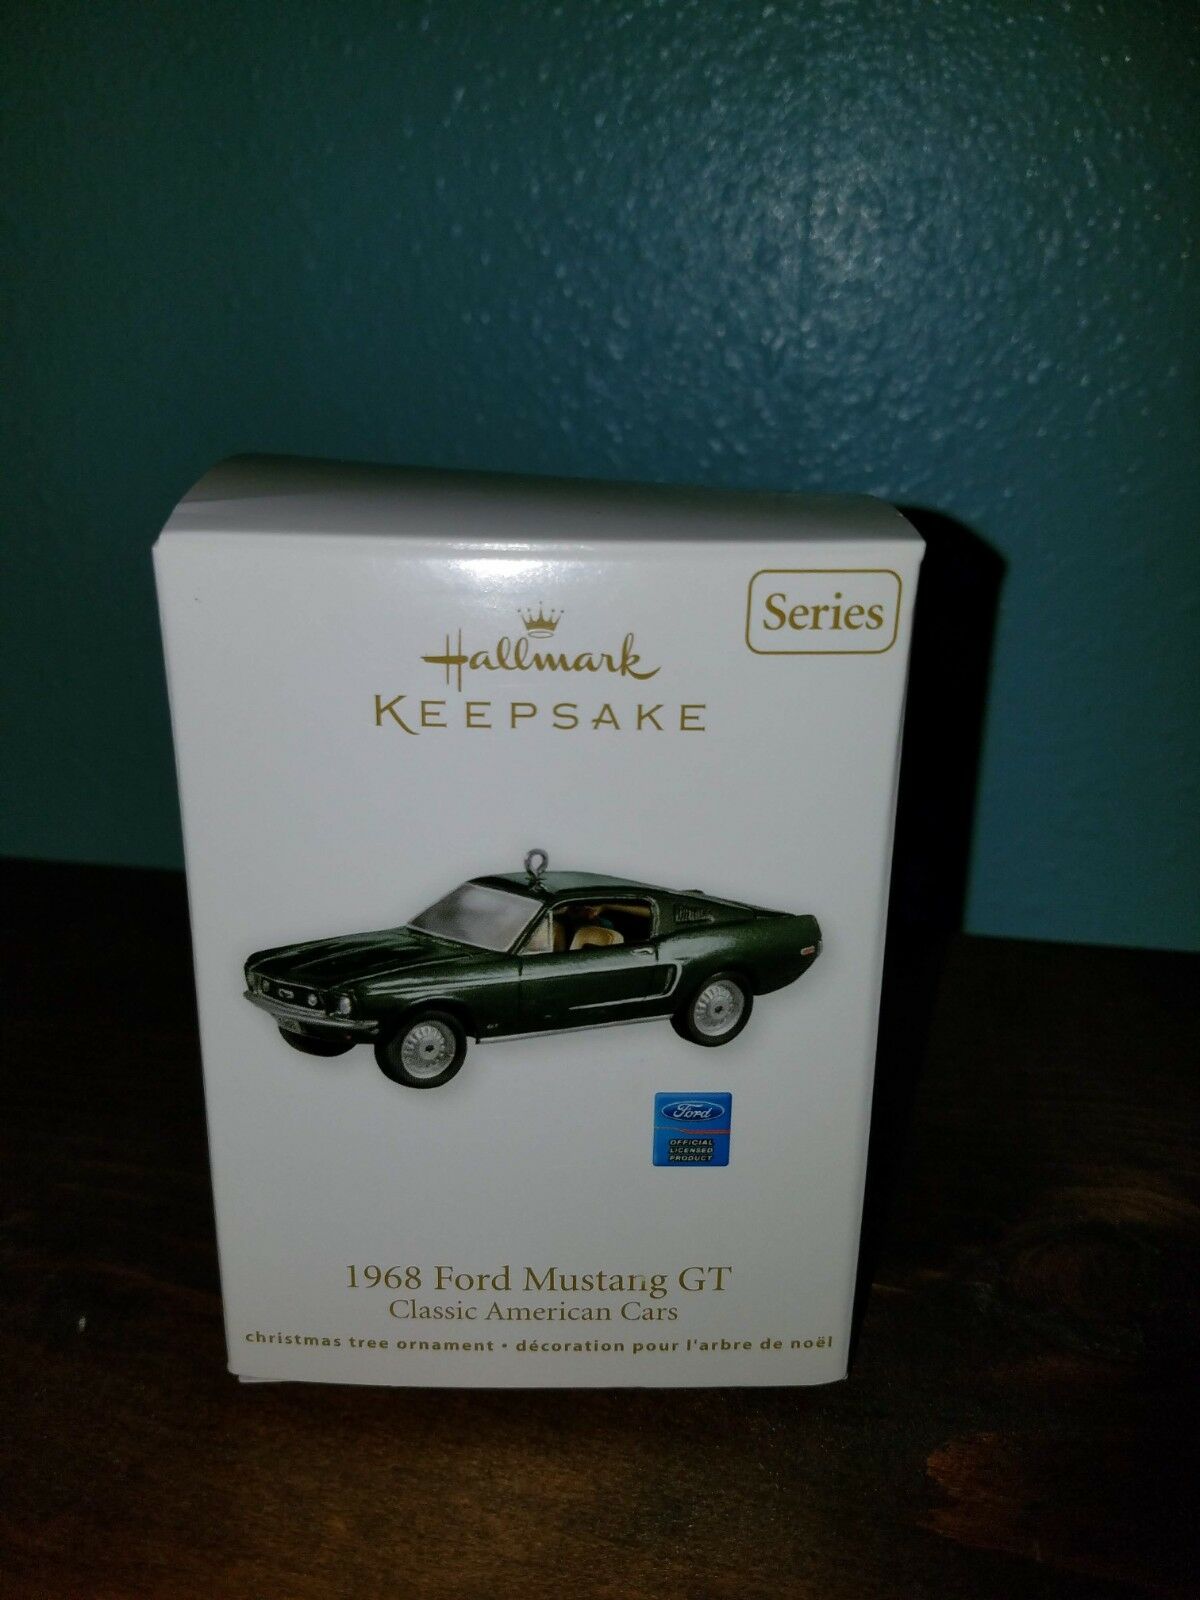 Series
Hallmark
KEEPSAKE
GT
Ford
OFFICIAL
LICENSED
PRODUCT
1968 Ford Mustang GT
Classic American Cars
christmas tree ornament • décoration pour l'arbre de noël